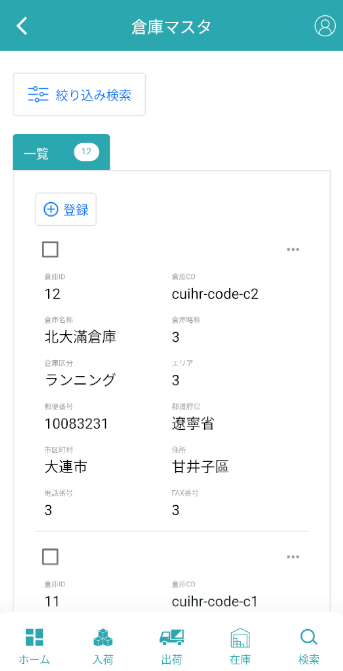 倉庫マスタ
絞り込み検索
一覧 12
登録
倉庫ID 倉庫CD
12 cuihr-code-c2
倉庫名称 倉庫略称
北大滿倉庫 3
倉庫区分 エリア
ランニング 3
郵便番号 都道府県
10083231 遼寧省
市区町村 住所
大連市 甘井子區
電話番号 FAX番号
3 3
倉庫ID 倉庫CD
11 cuihr-code-c1
ホーム 入荷 出荷 在庫 検索